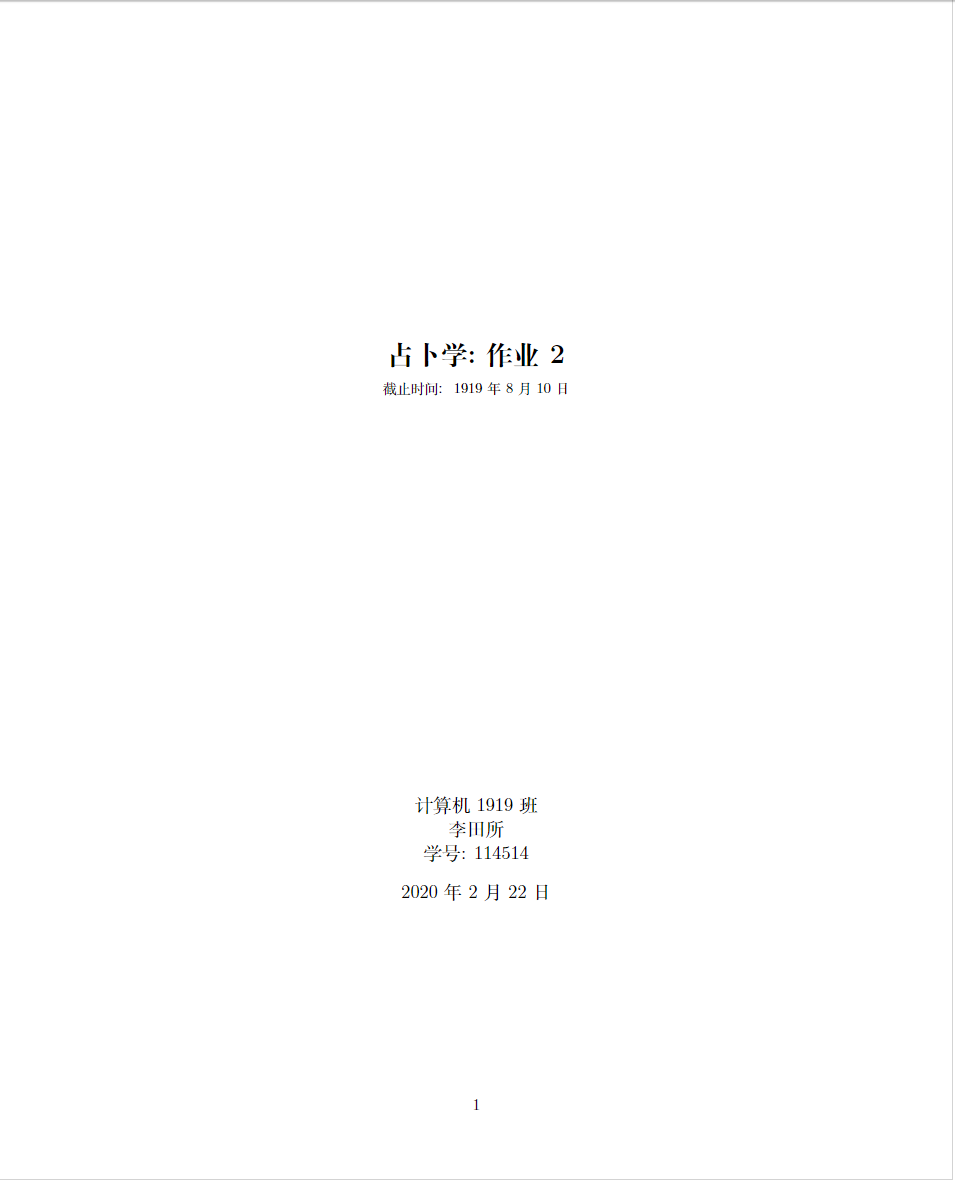 占卜学: 作业 2
截止时间: 1919 年 8 月 10 日
计算机 1919 班
李田所
学号: 114514
2020 年 2 月 22 日
1